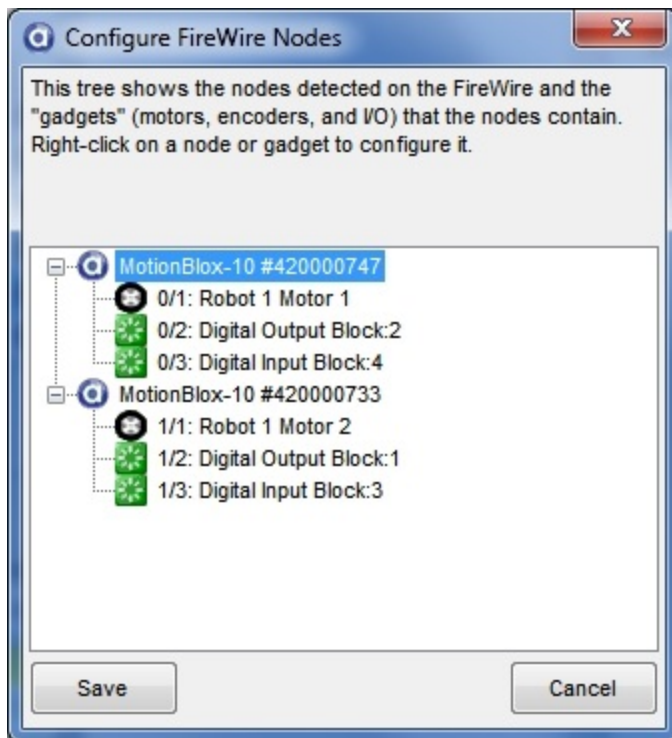 Configure FireWire Nodes
This tree shows the nodes detected on the FireWire and the
"gadgets" (motors, encoders, and I/O) that the nodes contain.
Right-click on a node or gadget to configure it.
MotionBlox-10 #420000747
0/1: Robot 1 Motor 1
0/2: Digital Output Block:2
0/3: Digital Input Block:4
MotionBlox-10 #420000733
1/1: Robot 1 Motor 2
1/2: Digital Output Block:1
1/3: Digital Input Block:3
Save Cancel